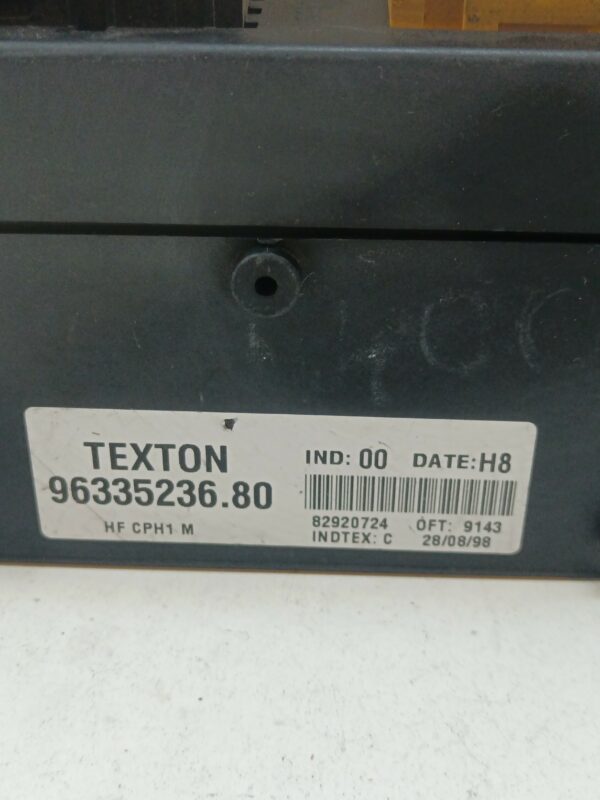 TEXTON
96335236.80
HF CPH1 M
IND: 00 DATE: H8
82920724 OFT: 9143
INDTEX: C 28/08/98